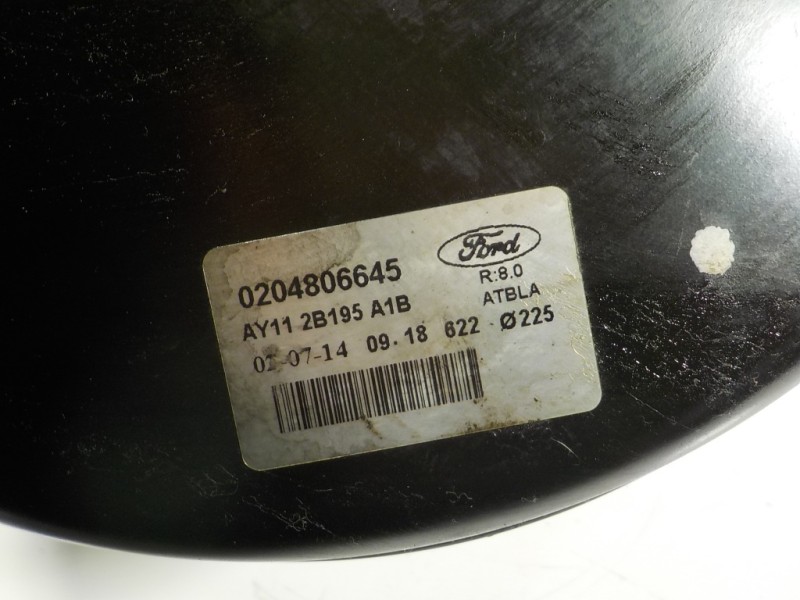 Ford
0204806645 R:8.0
AY11 2B195 A1B ATBLA
07-14 09.18 622 Ø225